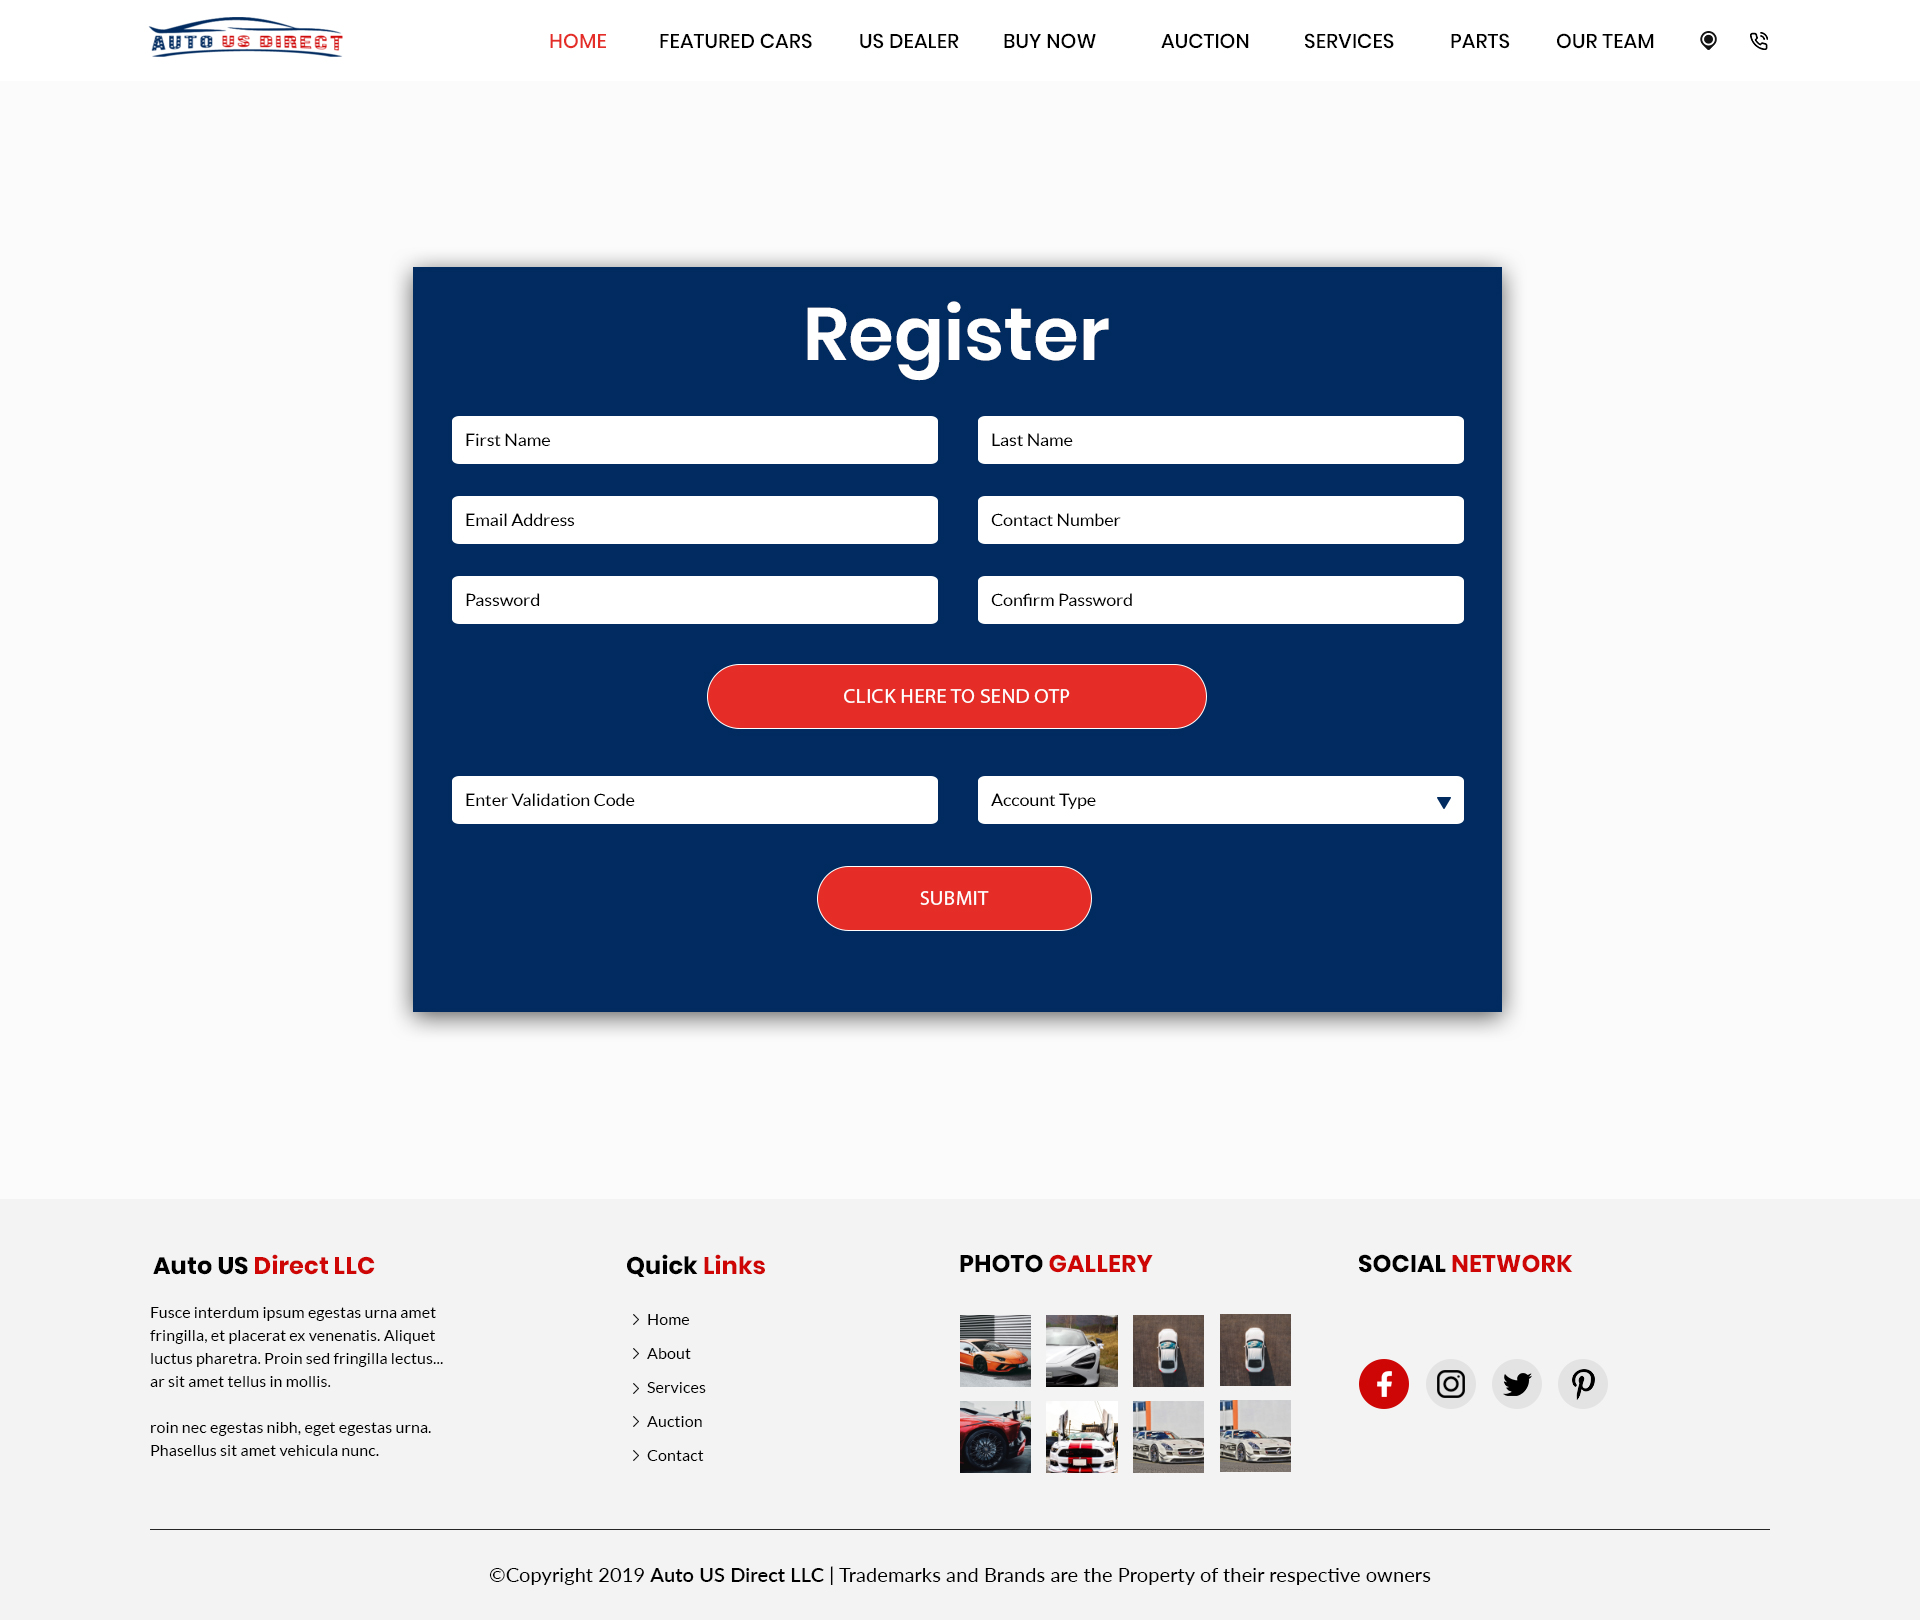 AUTO US DIRECT
HOME FEATURED CARS US DEALER BUY NOW AUCTION SERVICES PARTS OUR TEAM
Register
First Name
Last Name
Email Address
Contact Number
Password
Confirm Password
CLICK HERE TO SEND OTP
Enter Validation Code
Account Type
SUBMIT
Auto US Direct LLC
Fusce interdum ipsum egestas urna amet
fringilla, et placerat ex venenatis. Aliquet
luctus pharetra. Proin sed fringilla lectus...
ar sit amet tellus in mollis.
roin nec egestas nibh, eget egestas urna.
Phasellus sit amet vehicula nunc.
Quick Links
Home
About
Services
Auction
Contact
PHOTO GALLERY
SOCIAL NETWORK
©Copyright 2019 Auto US Direct LLC | Trademarks and Brands are the Property of their respective owners